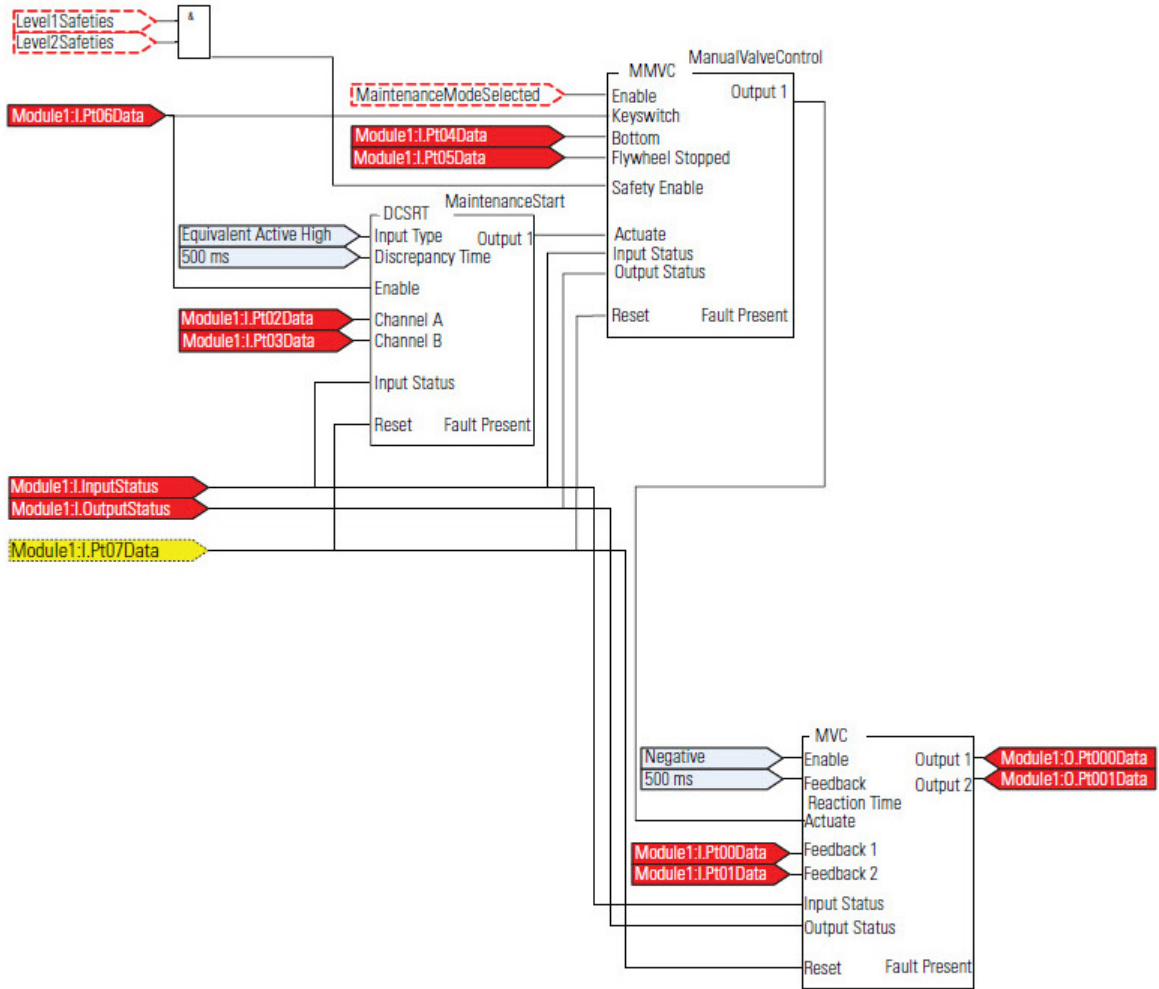 Level1Safeties
&
Level2Safeties
ManualValveControl
MMVC
MaintenanceModeSelected
Enable
Output 1
Module1:I.Pt06Data
Keyswitch
Module1:I.Pt04Data
Bottom
Module1:I.Pt05Data
Flywheel Stopped
Safety Enable
MaintenanceStart
DCSRT
Equivalent Active High
Input Type
Output 1
500 ms
Discrepancy Time
Actuate
Input Status
Output Status
Enable
Reset
Fault Present
Module1:I.Pt02Data
Channel A
Module1:I.Pt03Data
Channel B
Input Status
Reset
Fault Present
Module1:I.InputStatus
Module1:I.OutputStatus
Module1:I.Pt07Data
MVC
Negative
Enable
Output 1
Module1:O.Pt000Data
500 ms
Feedback
Reaction Time
Output 2
Module1:O.Pt001Data
Actuate
Module1:I.Pt00Data
Feedback 1
Module1:I.Pt01Data
Feedback 2
Input Status
Output Status
Reset
Fault Present